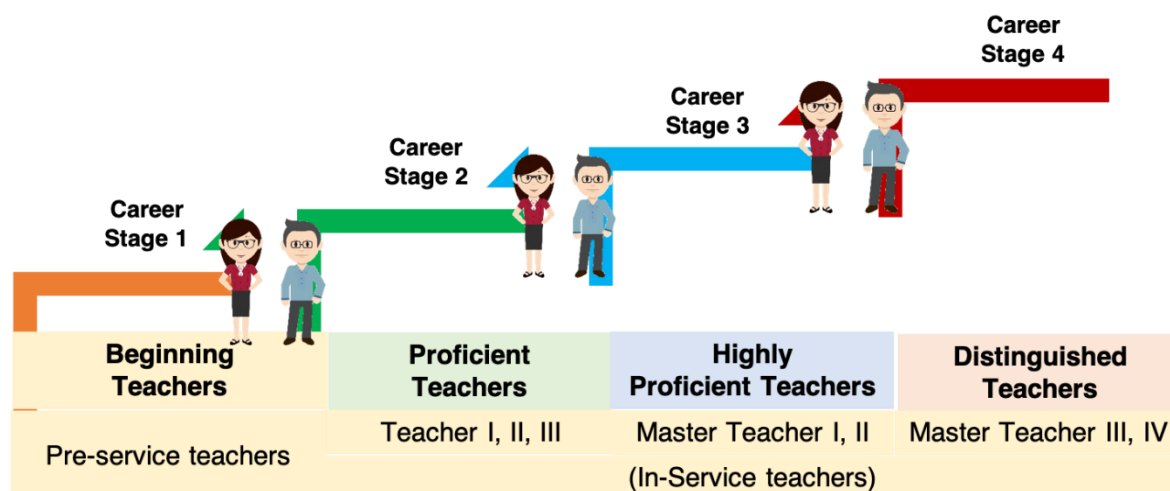 Career
Stage 1
Career
Stage 2
Career
Stage 3
Career
Stage 4
Beginning
Teachers
Proficient
Teachers
Highly
Proficient Teachers
Distinguished
Teachers
Pre-service teachers
Teacher I, II, III
Master Teacher I, II
Master Teacher III, IV
(In-Service teachers)